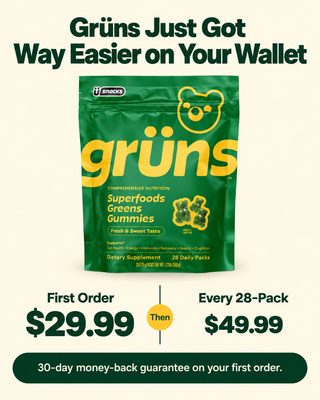 Grüns Just Got
Way Easier on Your Wallet
snacks
grüns
COMPREHENSIVE NUTRITION
Superfoods
Greens
Gummies
Fresh & Sweet Taste
Supports*
Dietary Supplement
28 Daily Packs
First Order
$29.99
Then
Every 28-Pack
$49.99
30-day money-back guarantee on your first order.